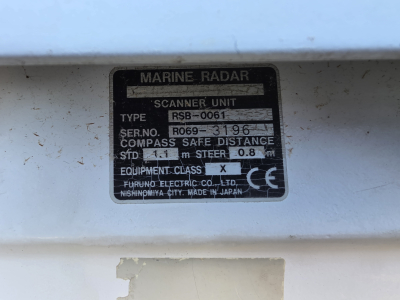 MARINE RADAR
SCANNER UNIT
TYPE RSB-0061
SER.NO. R069-3196
COMPASS SAFE DISTANCE
STD 1.1 m STEER 0.8 m
EQUIPMENT CLASS X
FURUNO ELECTRIC CO., LTD.
NISHINOMIYA CITY. MADE IN JAPAN
CE